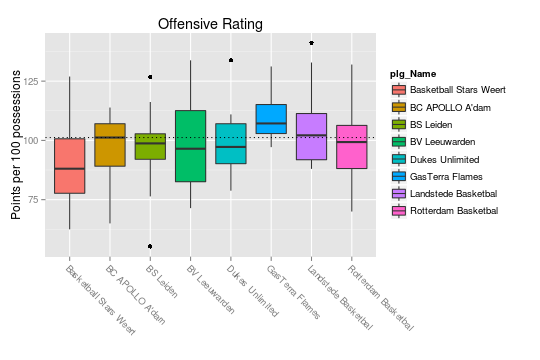 Offensive Rating
Points per 100 possessions
125
100
75
Basketball Stars Weert
BC APOLLO A'dam
BS Leiden
BV Leeuwarden
Dukes Unlimited
GasTerra Flames
Landstede Basketbal
Rotterdam Basketbal
plg_Name
Basketball Stars Weert
BC APOLLO A'dam
BS Leiden
BV Leeuwarden
Dukes Unlimited
GasTerra Flames
Landstede Basketbal
Rotterdam Basketbal